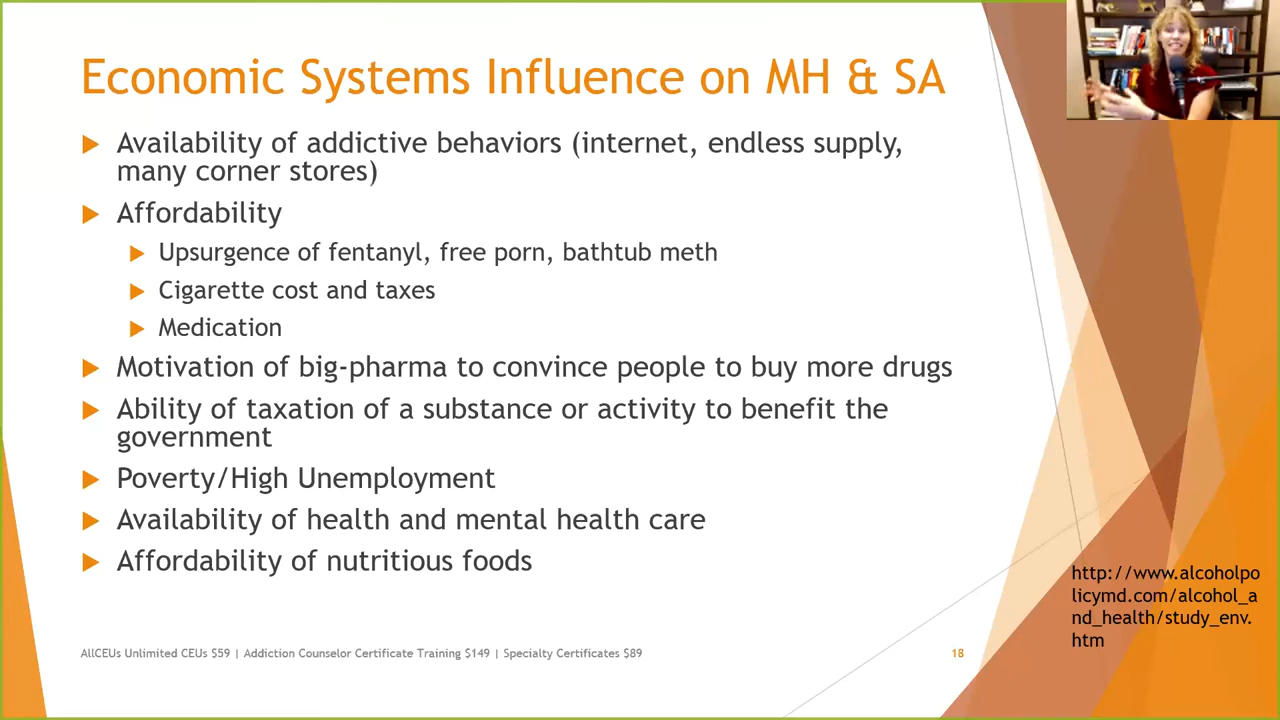 Economic Systems Influence on MH & SA
Availability of addictive behaviors (internet, endless supply,
many corner stores)
Affordability
Upsurgence of fentanyl, free porn, bathtub meth
Cigarette cost and taxes
Medication
Motivation of big-pharma to convince people to buy more drugs
Ability of taxation of a substance or activity to benefit the
government
Poverty/High Unemployment
Availability of health and mental health care
Affordability of nutritious foods
http://www.alcoholpo
licymd.com/alcohol_a
nd_health/study_env.
htm
AllCEUs Unlimited CEUs $59 | Addiction Counselor Certificate Training $149 | Specialty Certificates $89
18